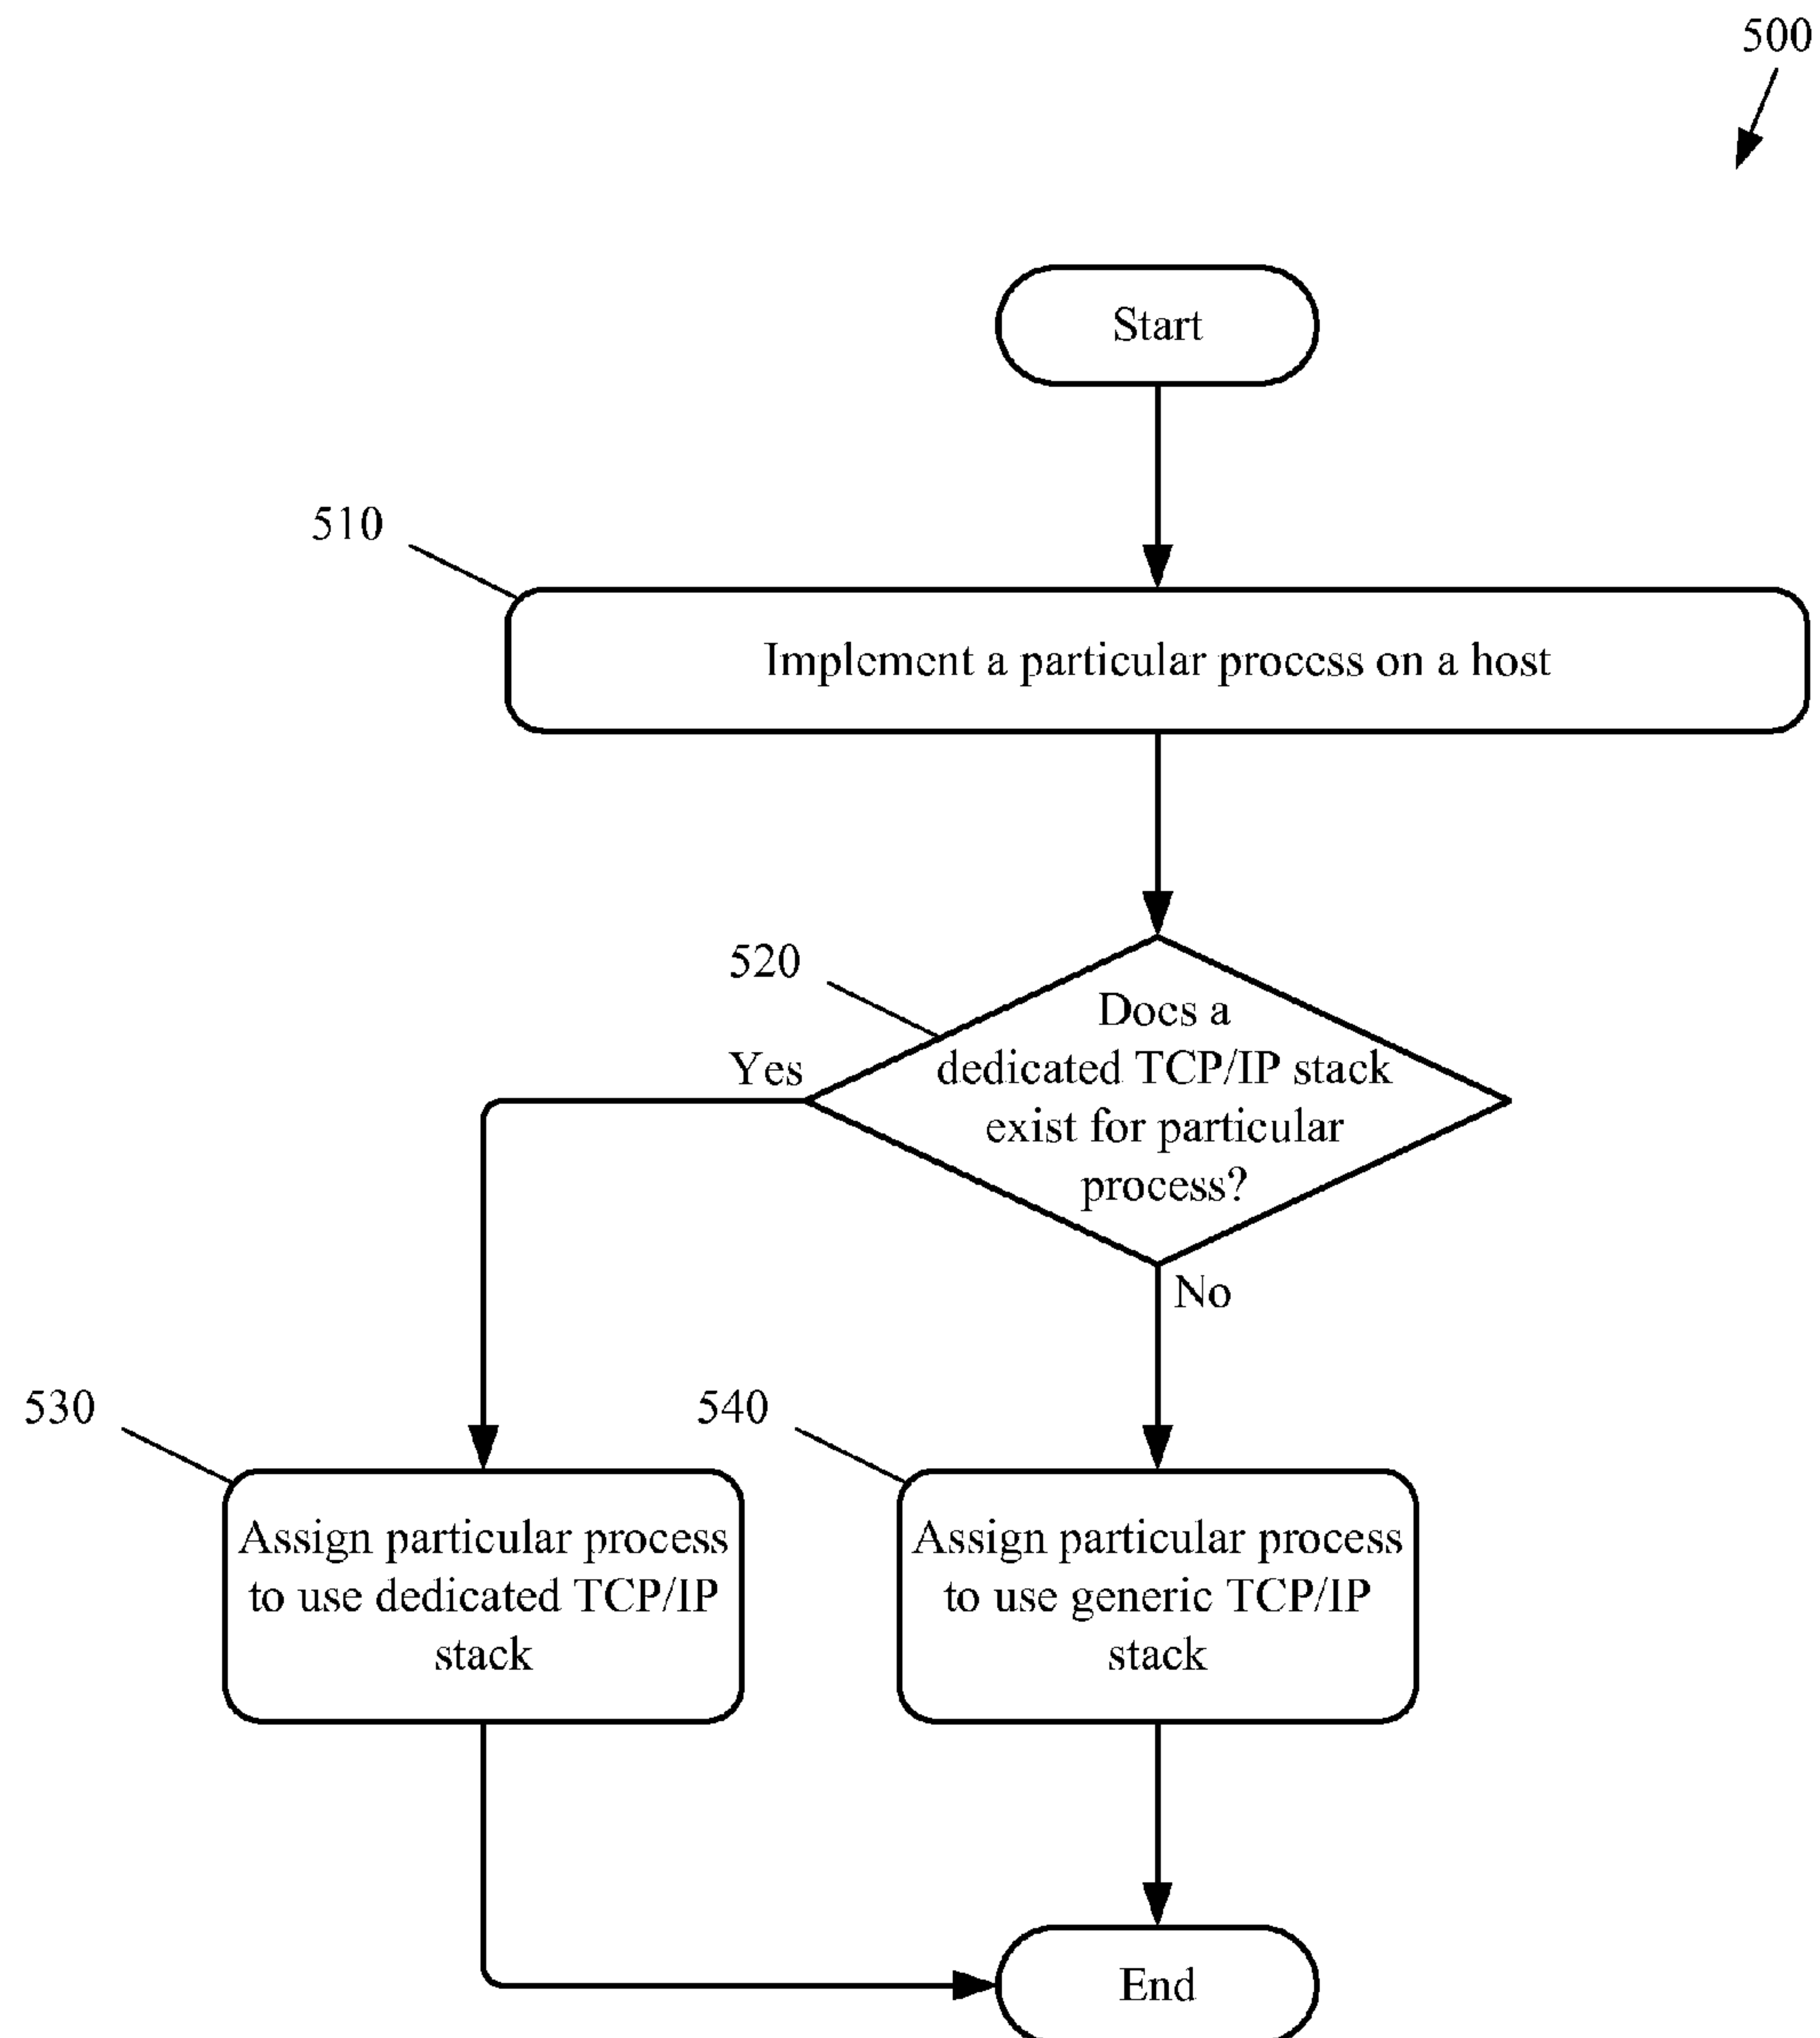 500
Start
510
Implement a particular process on a host
520
Does a
dedicated TCP/IP stack
exist for particular
process?
Yes
No
530
540
Assign particular process
to use dedicated TCP/IP
stack
Assign particular process
to use generic TCP/IP
stack
End